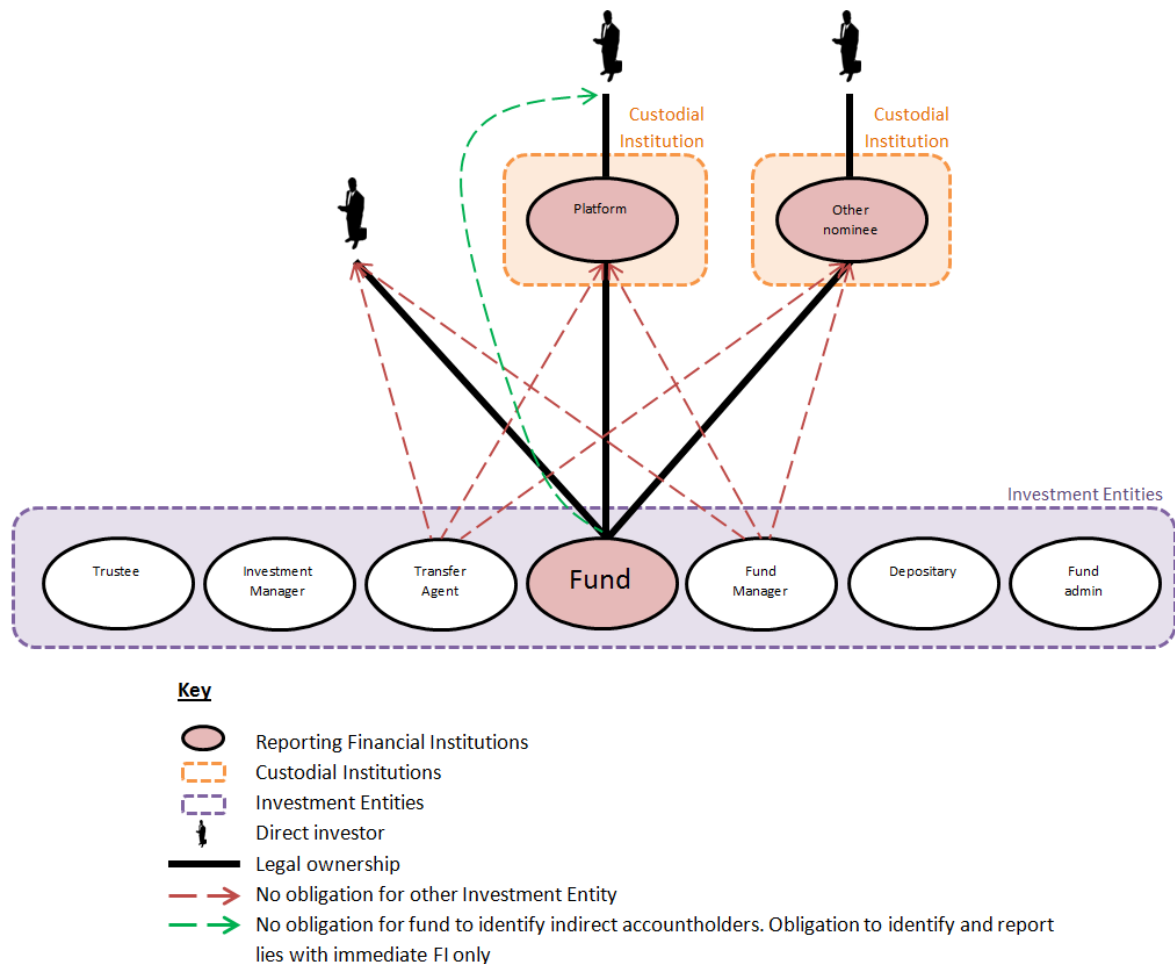 Custodial
Institution
Custodial
Institution
Platform
Other
nominee
Investment Entities
Trustee
Investment
Manager
Transfer
Agent
Fund
Fund
Manager
Depositary
Fund
admin
Key
Reporting Financial Institutions
Custodial Institutions
Investment Entities
Direct investor
Legal ownership
No obligation for other Investment Entity
No obligation for fund to identify indirect accountholders. Obligation to identify and report
lies with immediate FI only